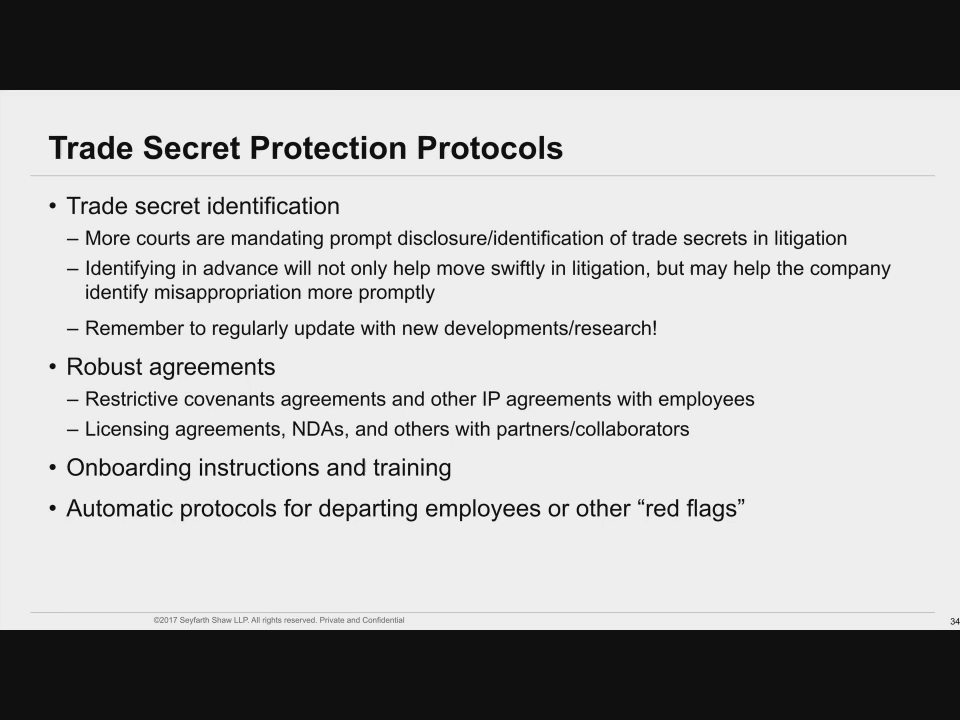 Trade Secret Protection Protocols
• Trade secret identification
– More courts are mandating prompt disclosure/identification of trade secrets in litigation
– Identifying in advance will not only help move swiftly in litigation, but may help the company
identify misappropriation more promptly
– Remember to regularly update with new developments/research!
• Robust agreements
– Restrictive covenants agreements and other IP agreements with employees
– Licensing agreements, NDAs, and others with partners/collaborators
• Onboarding instructions and training
• Automatic protocols for departing employees or other “red flags”
©2017 Seyfarth Shaw LLP. All rights reserved. Private and Confidential
34